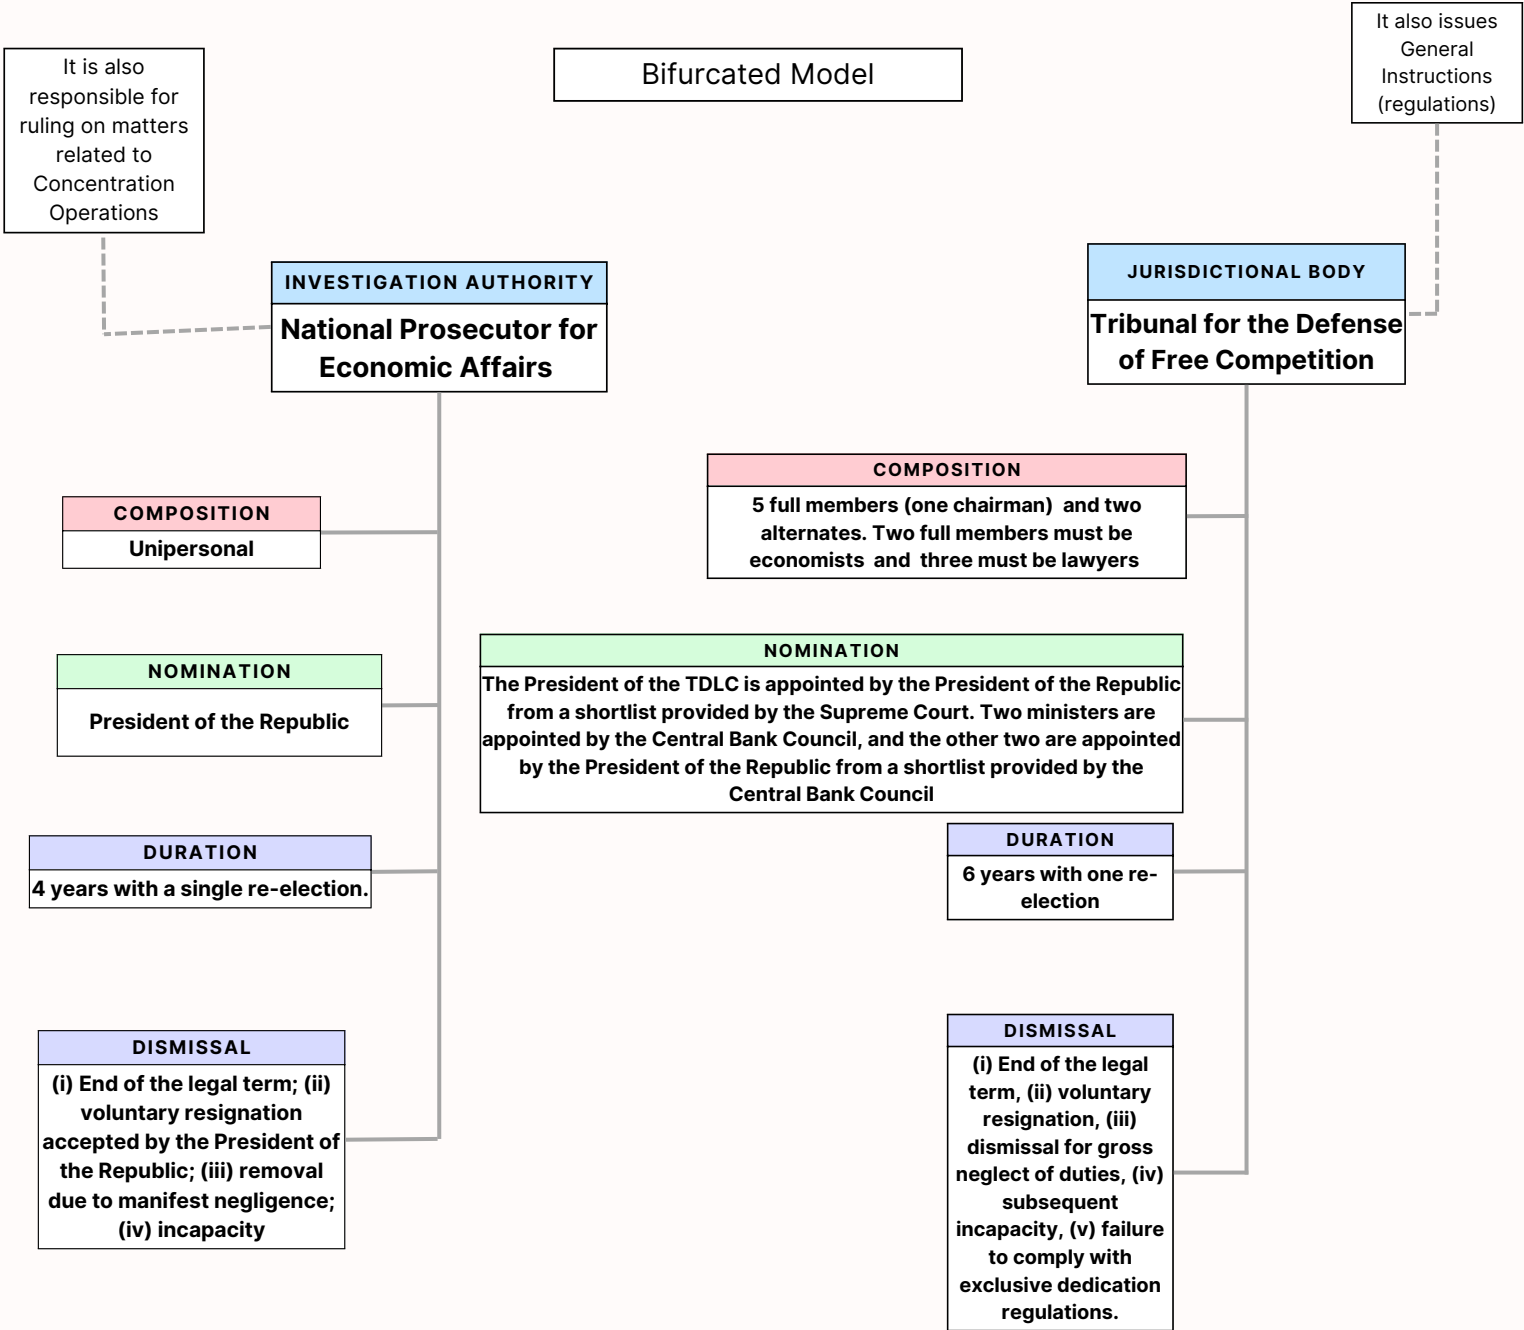 Bifurcated Model
It is also
responsible for
ruling on matters
related to
Concentration
Operations
It also issues
General
Instructions
(regulations)
INVESTIGATION AUTHORITY
National Prosecutor for
Economic Affairs
COMPOSITION
Unipersonal
NOMINATION
President of the Republic
DURATION
4 years with a single re-election.
DISMISSAL
(i) End of the legal term; (ii)
voluntary resignation
accepted by the President of
the Republic; (iii) removal
due to manifest negligence;
(iv) incapacity
JURISDICTIONAL BODY
Tribunal for the Defense
of Free Competition
COMPOSITION
5 full members (one chairman) and two
alternates. Two full members must be
economists and three must be lawyers
NOMINATION
The President of the TDLC is appointed by the President of the Republic
from a shortlist provided by the Supreme Court. Two ministers are
appointed by the Central Bank Council, and the other two are appointed
by the President of the Republic from a shortlist provided by the
Central Bank Council
DURATION
6 years with one re-
election
DISMISSAL
(i) End of the legal
term, (ii) voluntary
resignation, (iii)
dismissal for gross
neglect of duties, (iv)
subsequent
incapacity, (v) failure
to comply with
exclusive dedication
regulations.